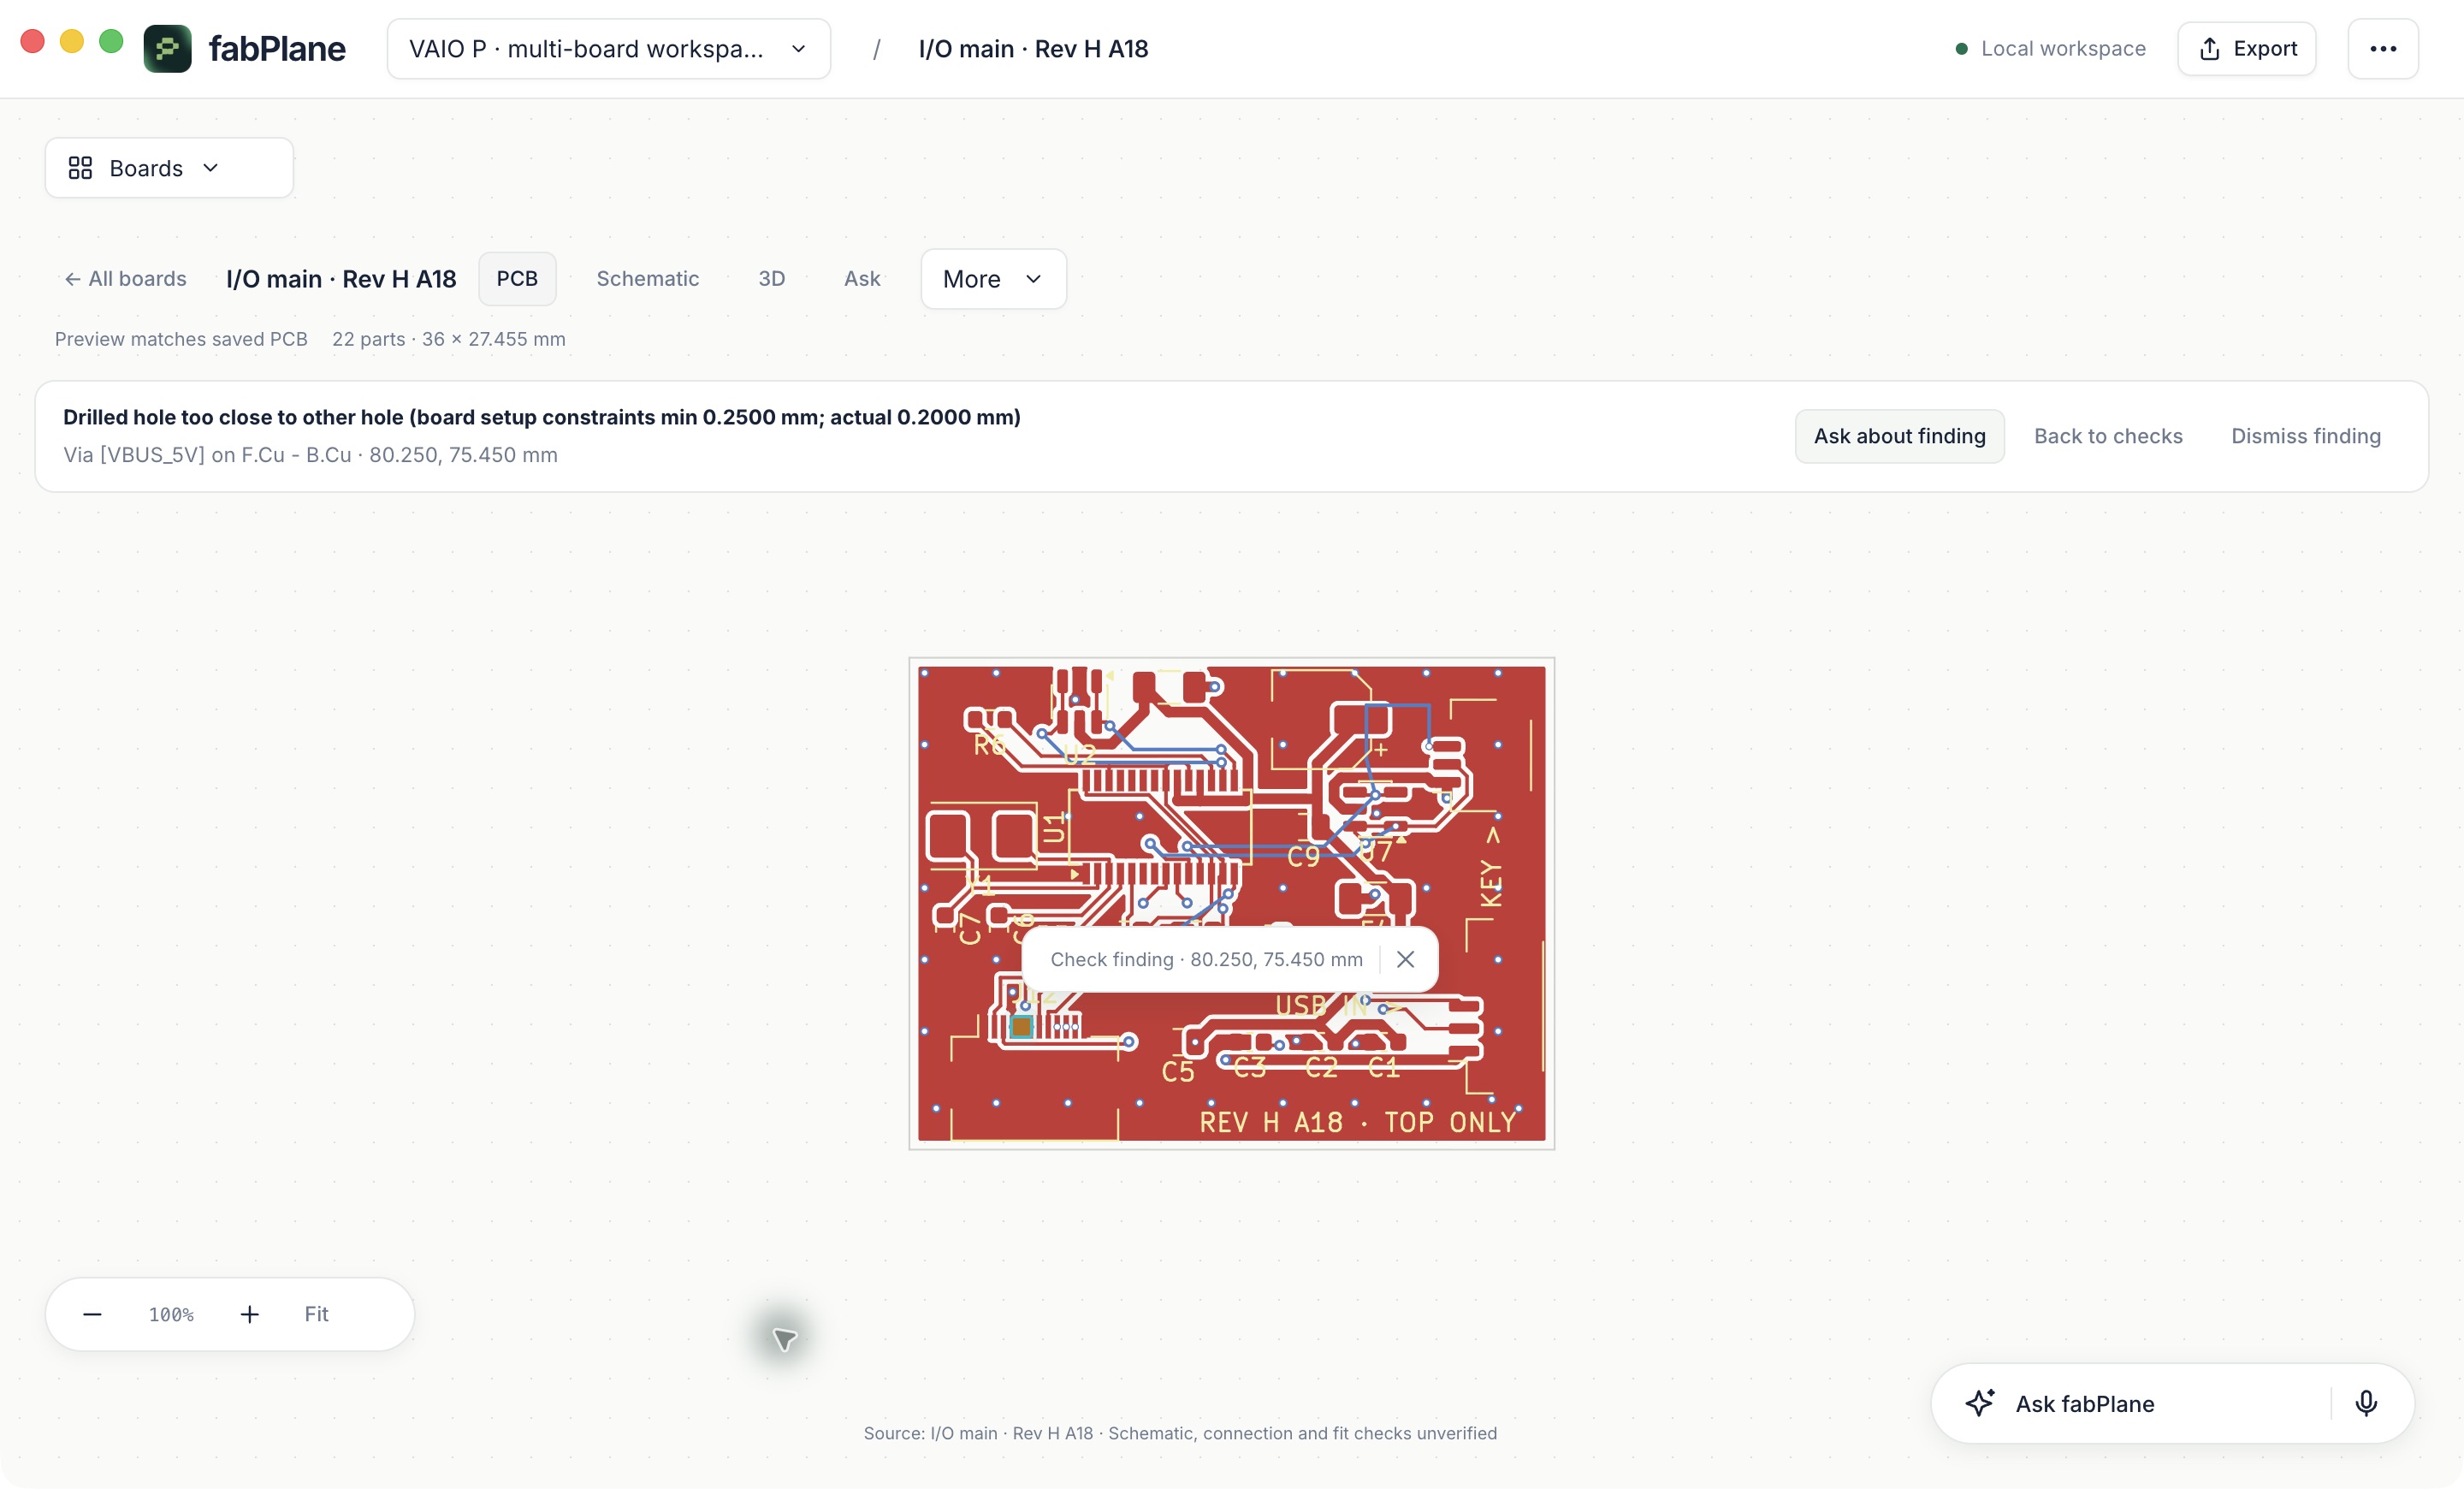 fabPlane
VAIO P · multi-board workspa...
/
I/O main · Rev H A18
Local workspace
Export
Boards
← All boards
I/O main · Rev H A18
PCB
Schematic
3D
Ask
More
Preview matches saved PCB
22 parts · 36 × 27.455 mm
Drilled hole too close to other hole (board setup constraints min 0.2500 mm; actual 0.2000 mm)
Via [VBUS_5V] on F.Cu - B.Cu · 80.250, 75.450 mm
Ask about finding
Back to checks
Dismiss finding
R6
U2
+
U1
C9
U7
KEY >
Y1
C7
C6
Check finding · 80.250, 75.450 mm
J12
USB IN >
C5
C3
C2
C1
REV H A18 · TOP ONLY
100%
Fit
Ask fabPlane
Source: I/O main · Rev H A18 · Schematic, connection and fit checks unverified